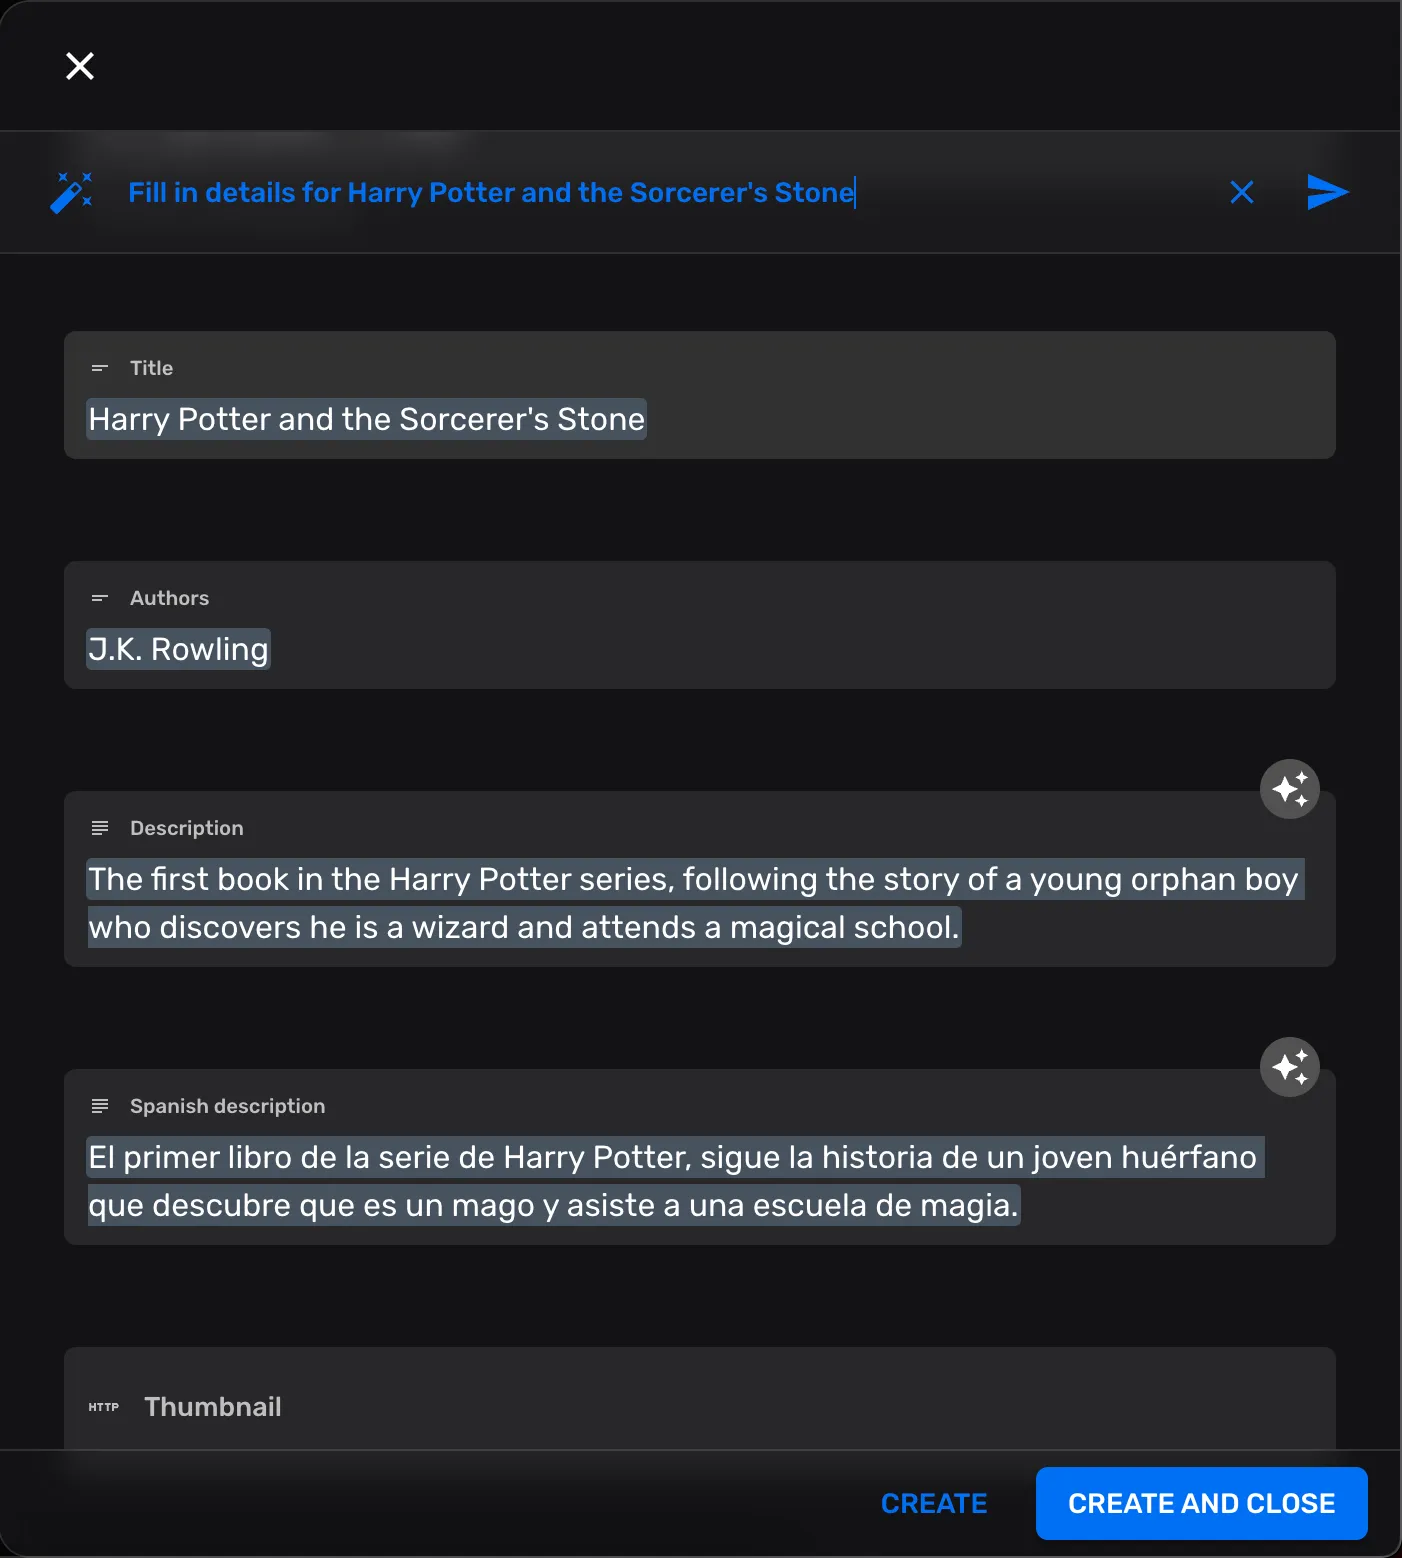 Fill in details for Harry Potter and the Sorcerer's Stone
Title
Harry Potter and the Sorcerer's Stone
Authors
J.K. Rowling
Description
The first book in the Harry Potter series, following the story of a young orphan boy
who discovers he is a wizard and attends a magical school.
Spanish description
El primer libro de la serie de Harry Potter, sigue la historia de un joven huérfano
que descubre que es un mago y asiste a una escuela de magia.
HTTP Thumbnail
CREATE CREATE AND CLOSE